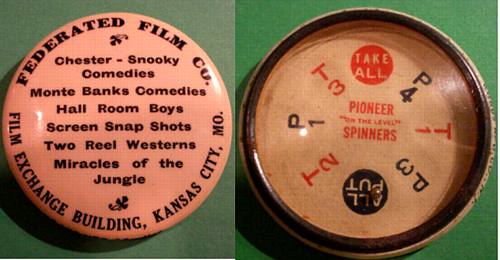 FEDERATED FILM CO.
Chester - Snooky
Comedies
Monte Banks Comedies
Hall Room Boys
Screen Snap Shots
Two Reel Westerns
Miracles of the
Jungle
FILM EXCHANGE BUILDING, KANSAS CITY, MO.
TAKE
ALL
P 4
T 1
P 3
ALL
PUT
T 2
P 1
T 3
PIONEER
"ON THE LEVEL"
SPINNERS